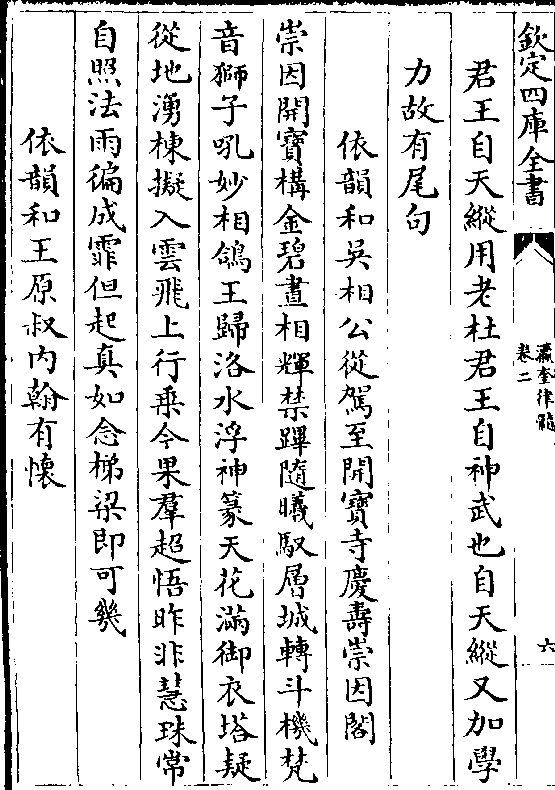 欽定四庫全書
瀛奎律髓
卷二
六
君王自天縱用老杜君王自神武也自天縱又加學
力故有尾句
依韻和吳相公從駕至開寶寺慶壽崇因閣
崇因開寶構金碧晝相輝禁蹕隨曦馭層城轉斗機梵
音獅子吼妙相鴿王歸洛水浮神篆天花滿御衣塔疑
從地湧棟擬入雲飛上行乗今果羣超悟昨非慧珠常
自照法雨徧成霏但起真如念梯梁即可幾
依韻和王原叔内翰有懷